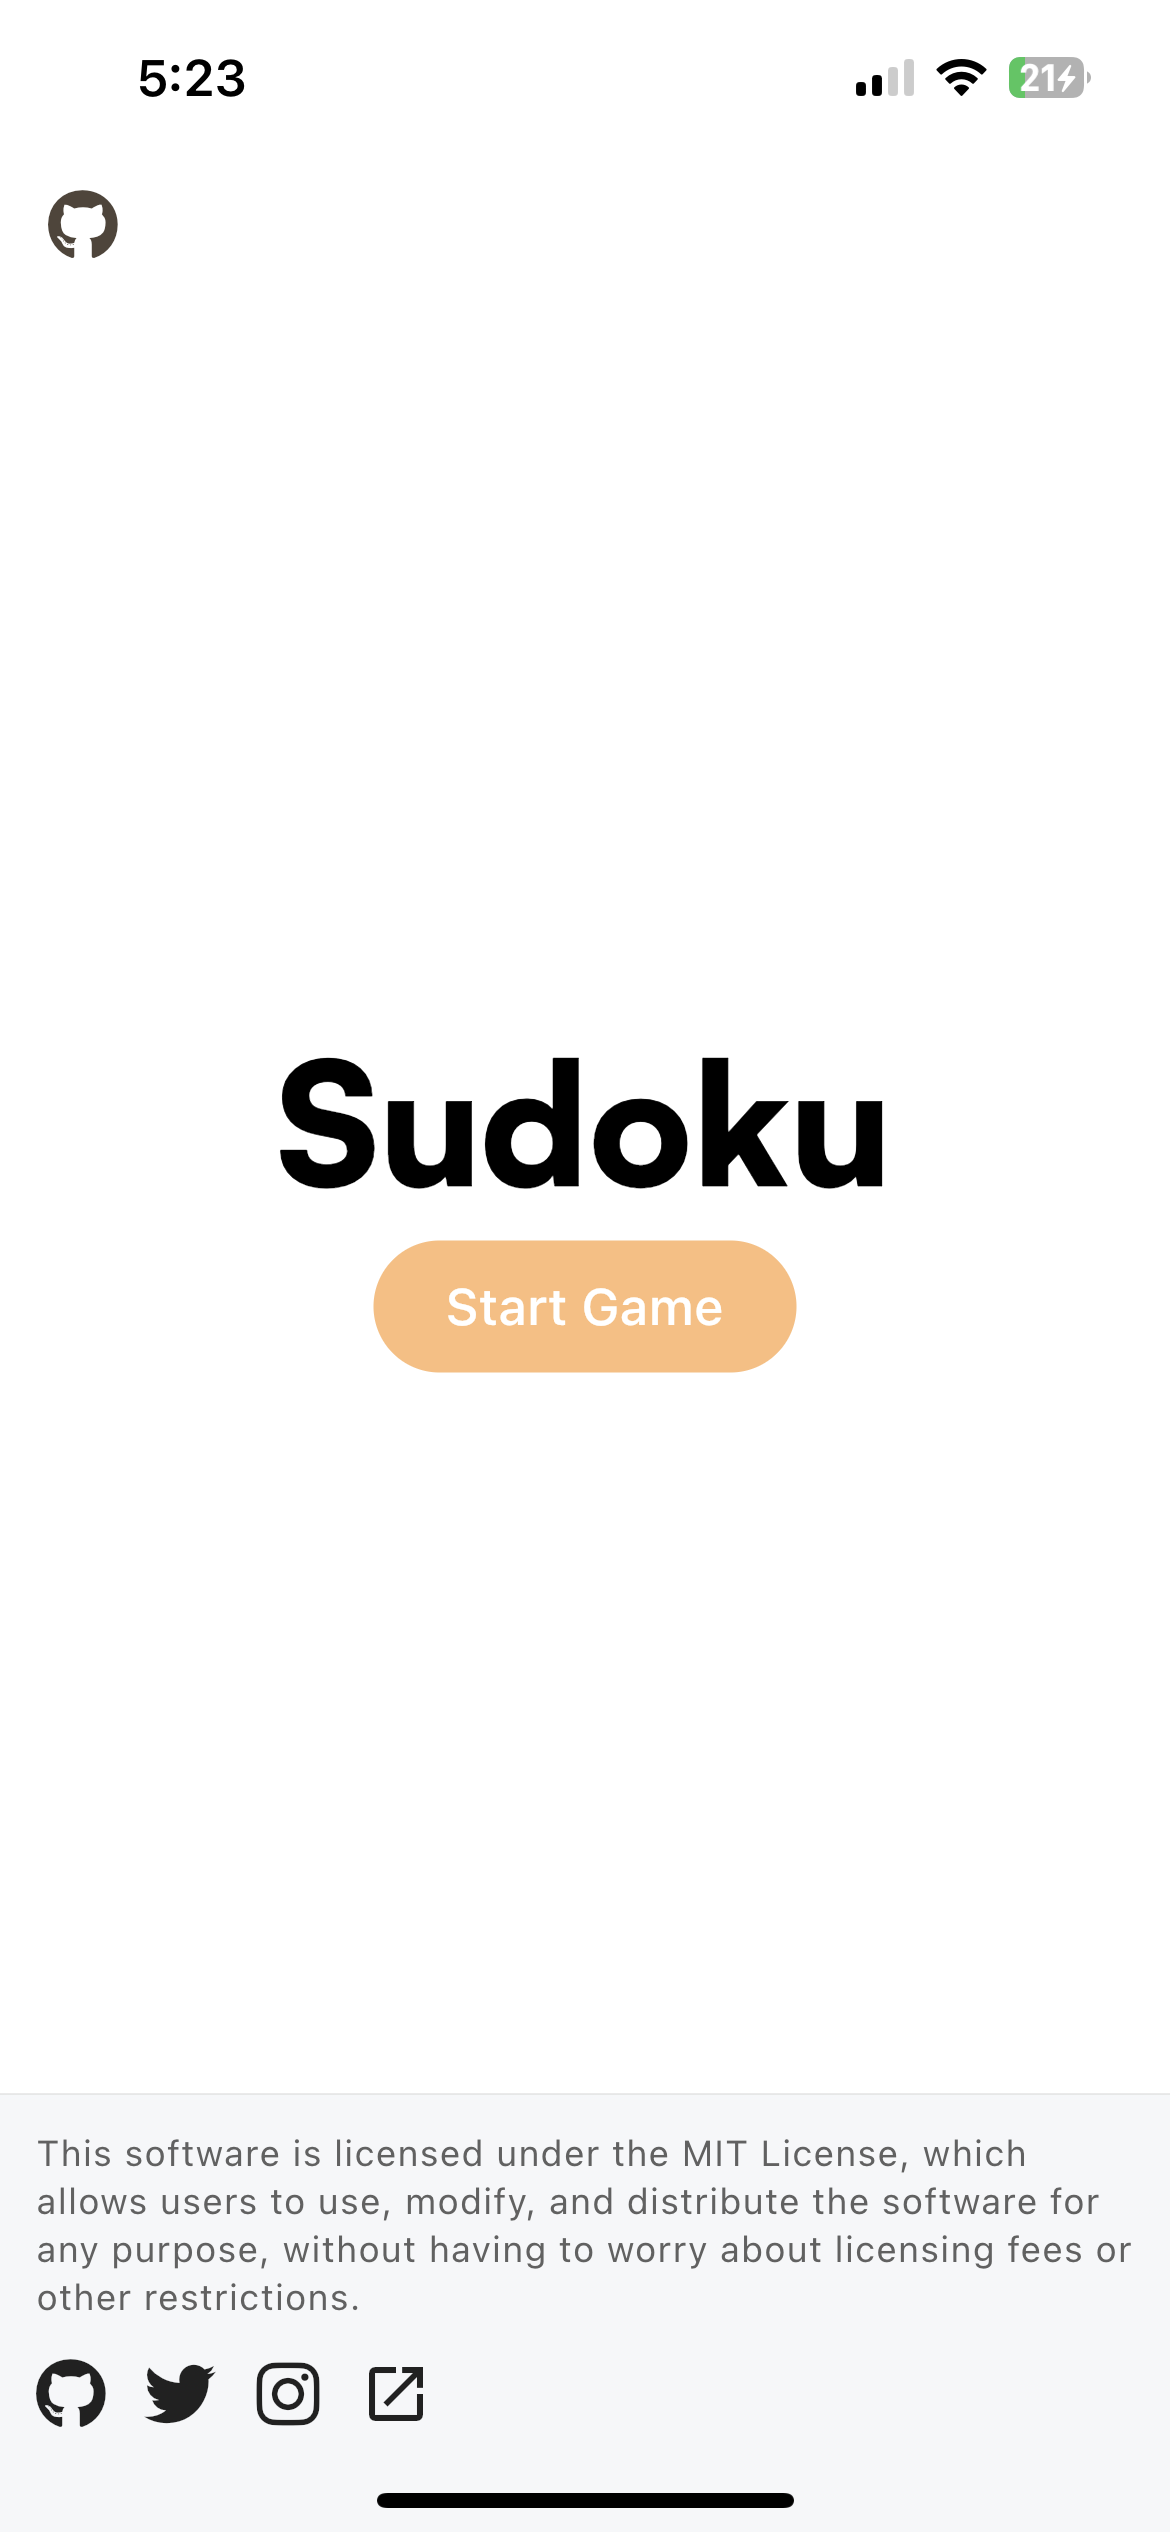 5:23
21
Sudoku
Start Game
This software is licensed under the MIT License, which
allows users to use, modify, and distribute the software for
any purpose, without having to worry about licensing fees or
other restrictions.